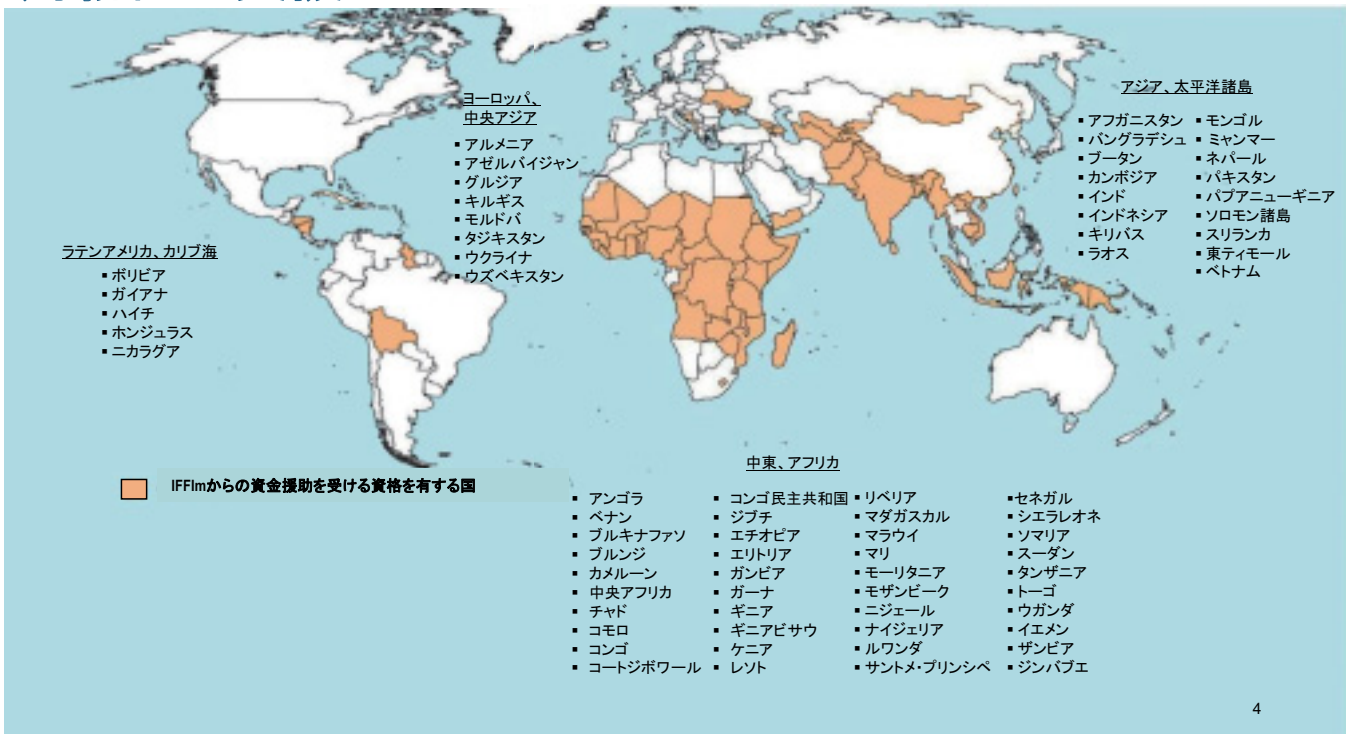 ヨーロッパ、
中央アジア
▪ アルメニア
▪ アゼルバイジャン
▪ グルジア
▪ キルギス
▪ モルドバ
▪ タジキスタン
▪ ウクライナ
▪ ウズベキスタン
アジア、太平洋諸島
▪ アフガニスタン
▪ バングラデシュ
▪ ブータン
▪ カンボジア
▪ インド
▪ インドネシア
▪ キリバス
▪ ラオス
▪ モンゴル
▪ ミャンマー
▪ ネパール
▪ パキスタン
▪ パプアニューギニア
▪ ソロモン諸島
▪ スリランカ
▪ 東ティモール
▪ ベトナム
ラテンアメリカ、カリブ海
▪ ボリビア
▪ ガイアナ
▪ ハイチ
▪ ホンジュラス
▪ ニカラグア
IFFImからの資金援助を受ける資格を有する国
中東、アフリカ
▪ アンゴラ
▪ ベナン
▪ ブルキナファソ
▪ ブルンジ
▪ カメルーン
▪ 中央アフリカ
▪ チャド
▪ コモロ
▪ コンゴ
▪ コートジボワール
▪ コンゴ民主共和国
▪ ジブチ
▪ エチオピア
▪ エリトリア
▪ ガンビア
▪ ガーナ
▪ ギニア
▪ ギニアビサウ
▪ ケニア
▪ レソト
▪ リベリア
▪ マダガスカル
▪ マラウイ
▪ マリ
▪ モーリタニア
▪ モザンビーク
▪ ニジェール
▪ ナイジェリア
▪ ルワンダ
▪ サントメ・プリンシペ
▪ セネガル
▪ シエラレオネ
▪ ソマリア
▪ スーダン
▪ タンザニア
▪ トーゴ
▪ ウガンダ
▪ イエメン
▪ ザンビア
▪ ジンバブエ
4